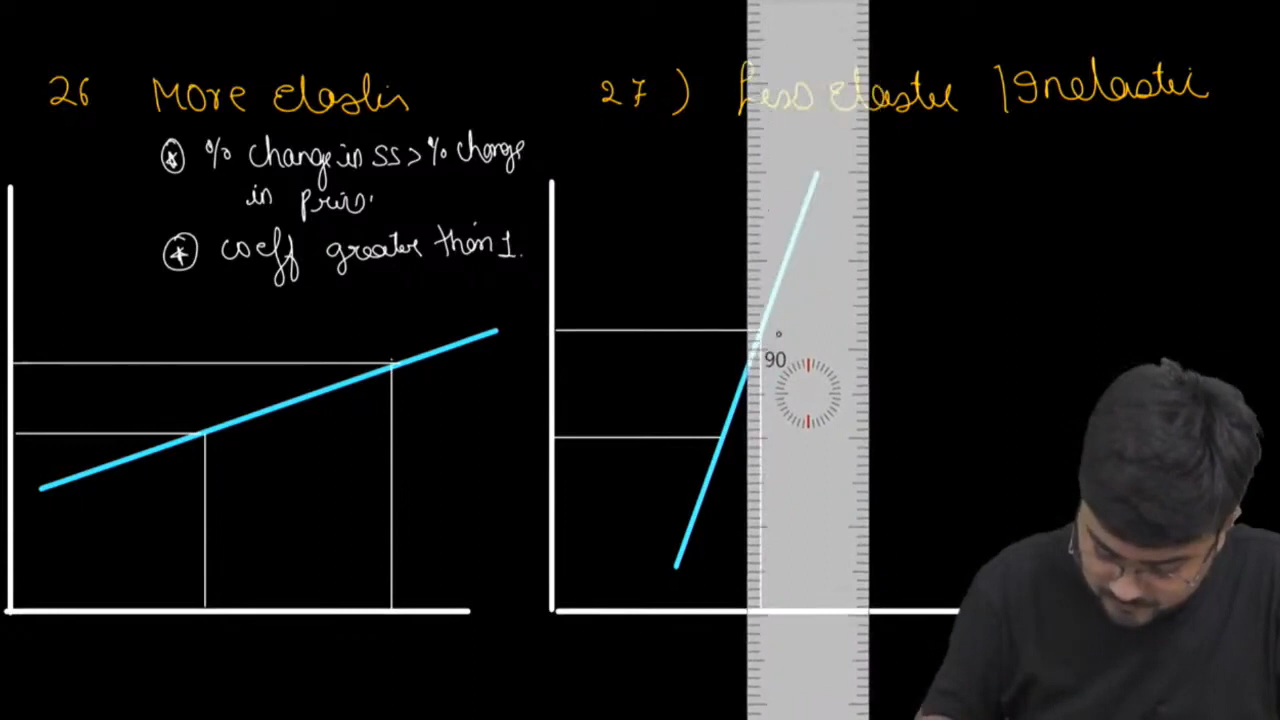 26 More Elastic
* % change in ss > % change
in price.
* coeff greater than 1.
27) Less elastic / Inelastic
90°